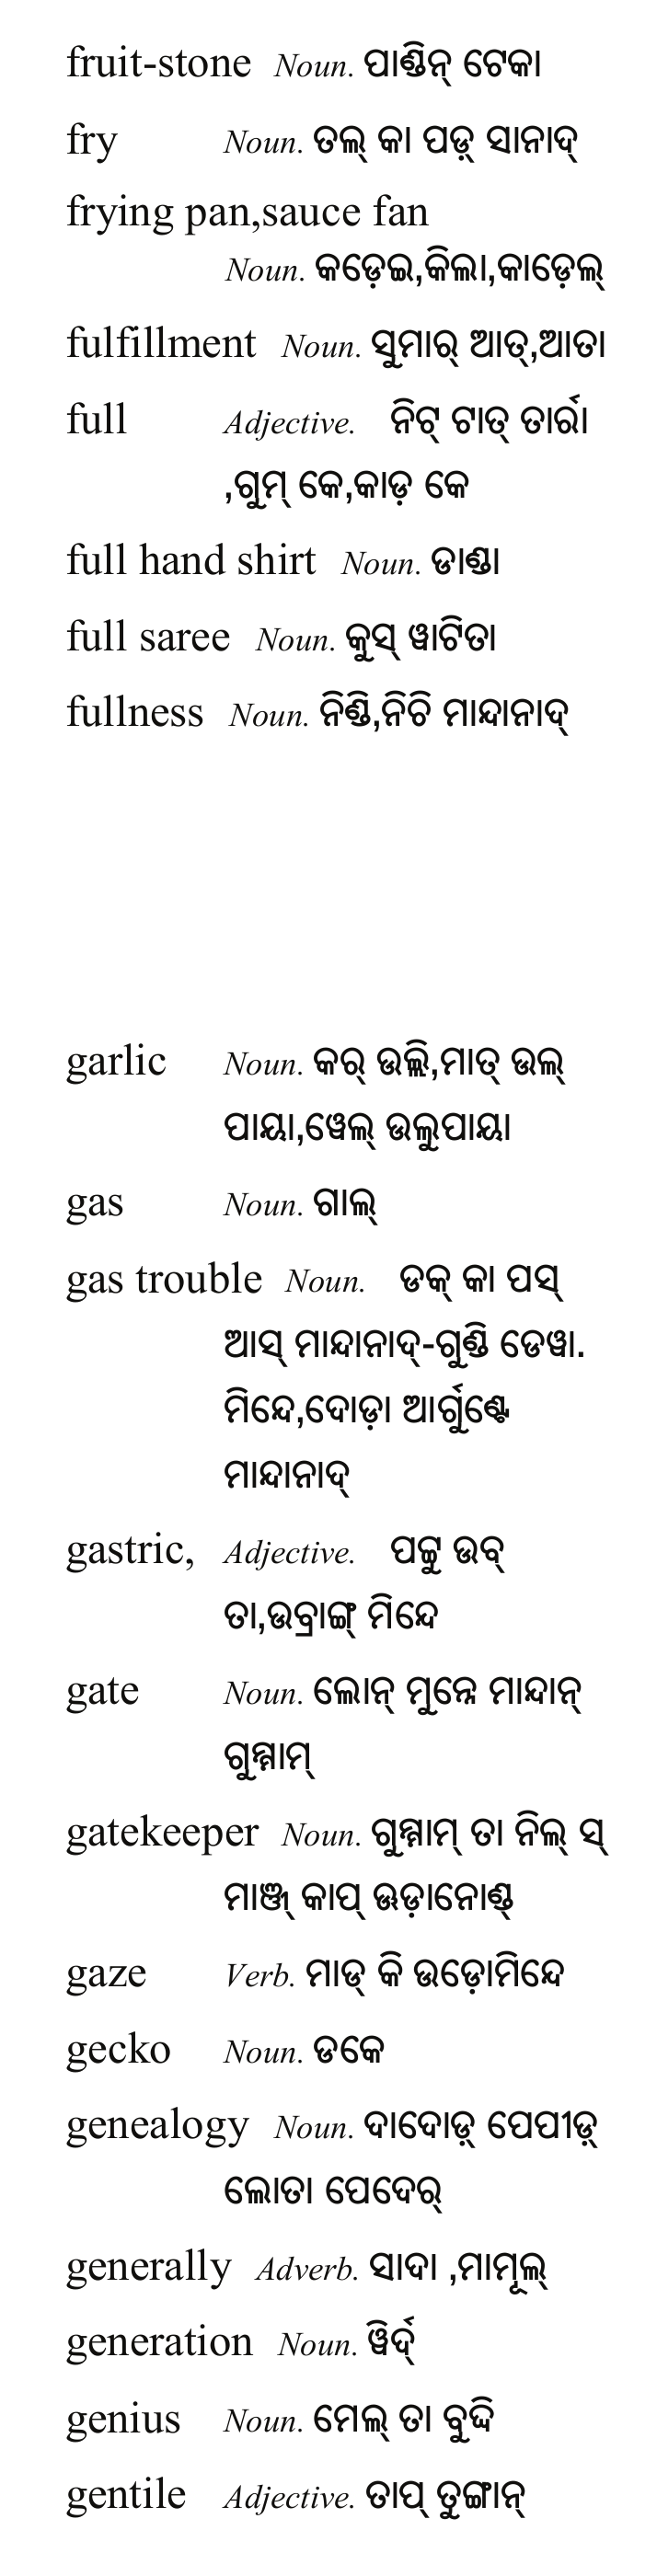 fruit-stone Noun. ପାଣ୍ଡିନ୍ ଟେକା
fry Noun. ତଲ୍ କା ପଡ଼୍ ସାନାଦ୍
frying pan,sauce fan
Noun. କଡ଼େଇ,କିଲା,କାଡ଼େଲ୍
fulfillment Noun. ସୁମାର୍ ଆତ୍,ଆତା
full Adjective. ନିଟ୍ ଟାତ୍ ତାର୍ରା
,ଗୁମ୍ କେ,କାଡ଼ କେ
full hand shirt Noun. ଡାଣ୍ଡା
full saree Noun. କୁସ୍ ୱାଟିତା
fullness Noun. ନିଣ୍ଡି,ନିଚି ମାନ୍ଦାନାଦ୍
garlic Noun. କର୍ ଉଲ୍ଲି,ମାତ୍ ଉଲ୍
ପାୟା,ୱେଲ୍ ଉଲୁପାୟା
gas Noun. ଗାଲ୍
gas trouble Noun. ଡକ୍ କା ପସ୍
ଆସ୍ ମାନ୍ଦାନାଦ୍-ଗୁଣ୍ଡି ଡେୱା.
ମିନ୍ଦେ,ଦୋଡ଼ା ଆର୍ଗୁଣ୍ଟେ
ମାନ୍ଦାନାଦ୍
gastric, Adjective. ପଟ୍ଟୁ ଉବ୍
ତା,ଉବ୍ରାଙ୍ଗ୍ ମିନ୍ଦେ
gate Noun. ଲୋନ୍ ମୁନ୍ନେ ମାନ୍ଦାନ୍
ଗୁମ୍ମାମ୍
gatekeeper Noun. ଗୁମ୍ମାମ୍ ତା ନିଲ୍ ସ୍
ମାଞ୍ଜ୍ କାପ୍ ଊଡ଼ାନୋଣ୍ଡ୍
gaze Verb. ମାଡ୍ କି ଉଡ଼ୋମିନ୍ଦେ
gecko Noun. ଡକେ
genealogy Noun. ଦାଦୋଡ଼୍ ପେପୀଡ଼୍
ଲୋତା ପେଦେର୍
generally Adverb. ସାଦା ,ମାମୂଲ୍
generation Noun. ୱିର୍ଦ୍
genius Noun. ମେଲ୍ ତା ବୁଦ୍ଦି
gentile Adjective. ତାପ୍ ତୁଙ୍ଗାନ୍